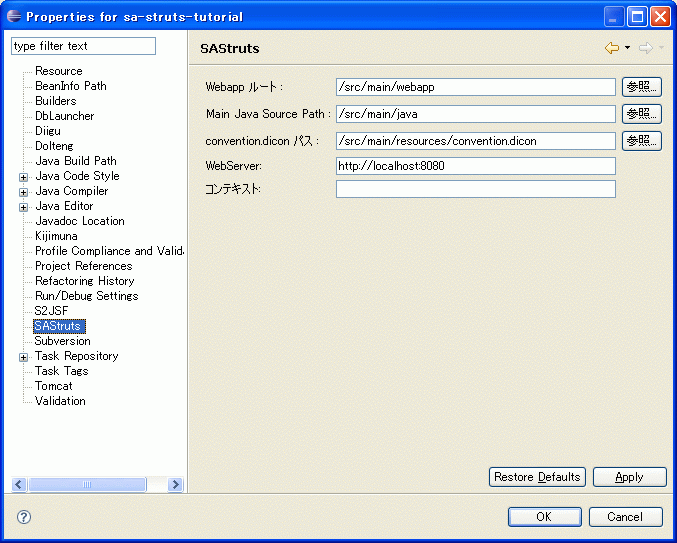 Properties for sa-struts-tutorial
type filter text
Resource
BeanInfo Path
Builders
DbLauncher
Diigu
Dolteng
Java Build Path
Java Code Style
Java Compiler
Java Editor
Javadoc Location
Kijimuna
Profile Compliance and Valida
Project References
Refactoring History
Run/Debug Settings
S2JSF
SAStruts
Subversion
Task Repository
Task Tags
Tomcat
Validation
SAStruts
Webapp ルート : /src/main/webapp 参照...
Main Java Source Path : /src/main/java 参照...
convention.dicon パス : /src/main/resources/convention.dicon 参照...
WebServer: http://localhost:8080
コンテキスト:
Restore Defaults Apply
? OK Cancel